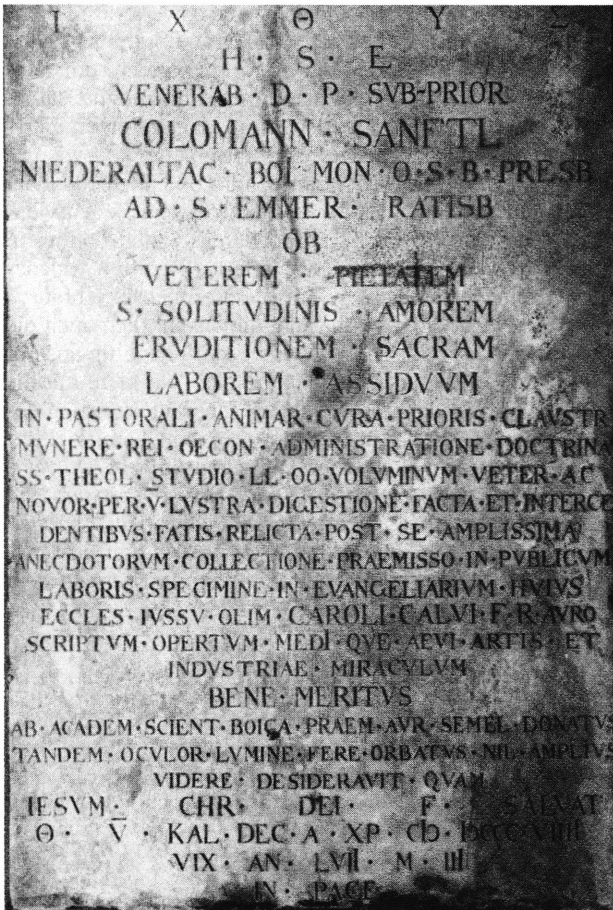 Ι Χ Θ Υ Σ
H · S · E
VENERAB · D · P · SVB-PRIOR
COLOMANN · SANFTL
NIEDERALTAC · BOI MON · O · S · B · PRESB
AD · S · EMMER · RATISB
OB
VETEREM · PIETATEM
S · SOLITVDINIS · AMOREM
ERVDITIONEM · SACRAM
LABOREM · ASSIDVVM
IN · PASTORALI · ANIMAR · CVRA · PRIORIS · CLAVSTR
MVNERE · REI · OECON · ADMINISTRATIONE · DOCTRINA
SS · THEOL · STVDIO · LL · OO · VOLVMINVM · VETER · AC
NOVOR · PER · V̅ · LVSTRA · DIGESTIONE · FACTA · ET · INTERCE
DENTIBVS · FATIS · RELICTA · POST · SE · AMPLISSIMA
ANECDOTORVM · COLLECTIONE · PRAEMISSO · IN · PVBLICVM
LABORIS · SPECIMINE · IN · EVANGELIARIVM · HVIVS
ECCLES · IVSSV · OLIM · CAROLI · CALVI · F · R · AVRO
SCRIPTVM · OPERTVM · MEDI · QVE · AEVI · ARTIS · ET
INDVSTRIAE · MIRACVLVM
BENE · MERITVS
AB · ACADEM · SCIENT · BOICA · PRAEM · AVR · SEMEL · DONATVS
TANDEM · OCVLOR · LVMINE · FERE · ORBATVS · NIL · AMPLIVS
VIDERE · DESIDERAVIT · QVAM
IESVM · CHR · DEI · F · SALVAT
Θ · V̅ · KAL · DEC · A · XP · CIƆ · IƆCCC · VIIII
VIX · AN · LVII · M · III
IN · PACE